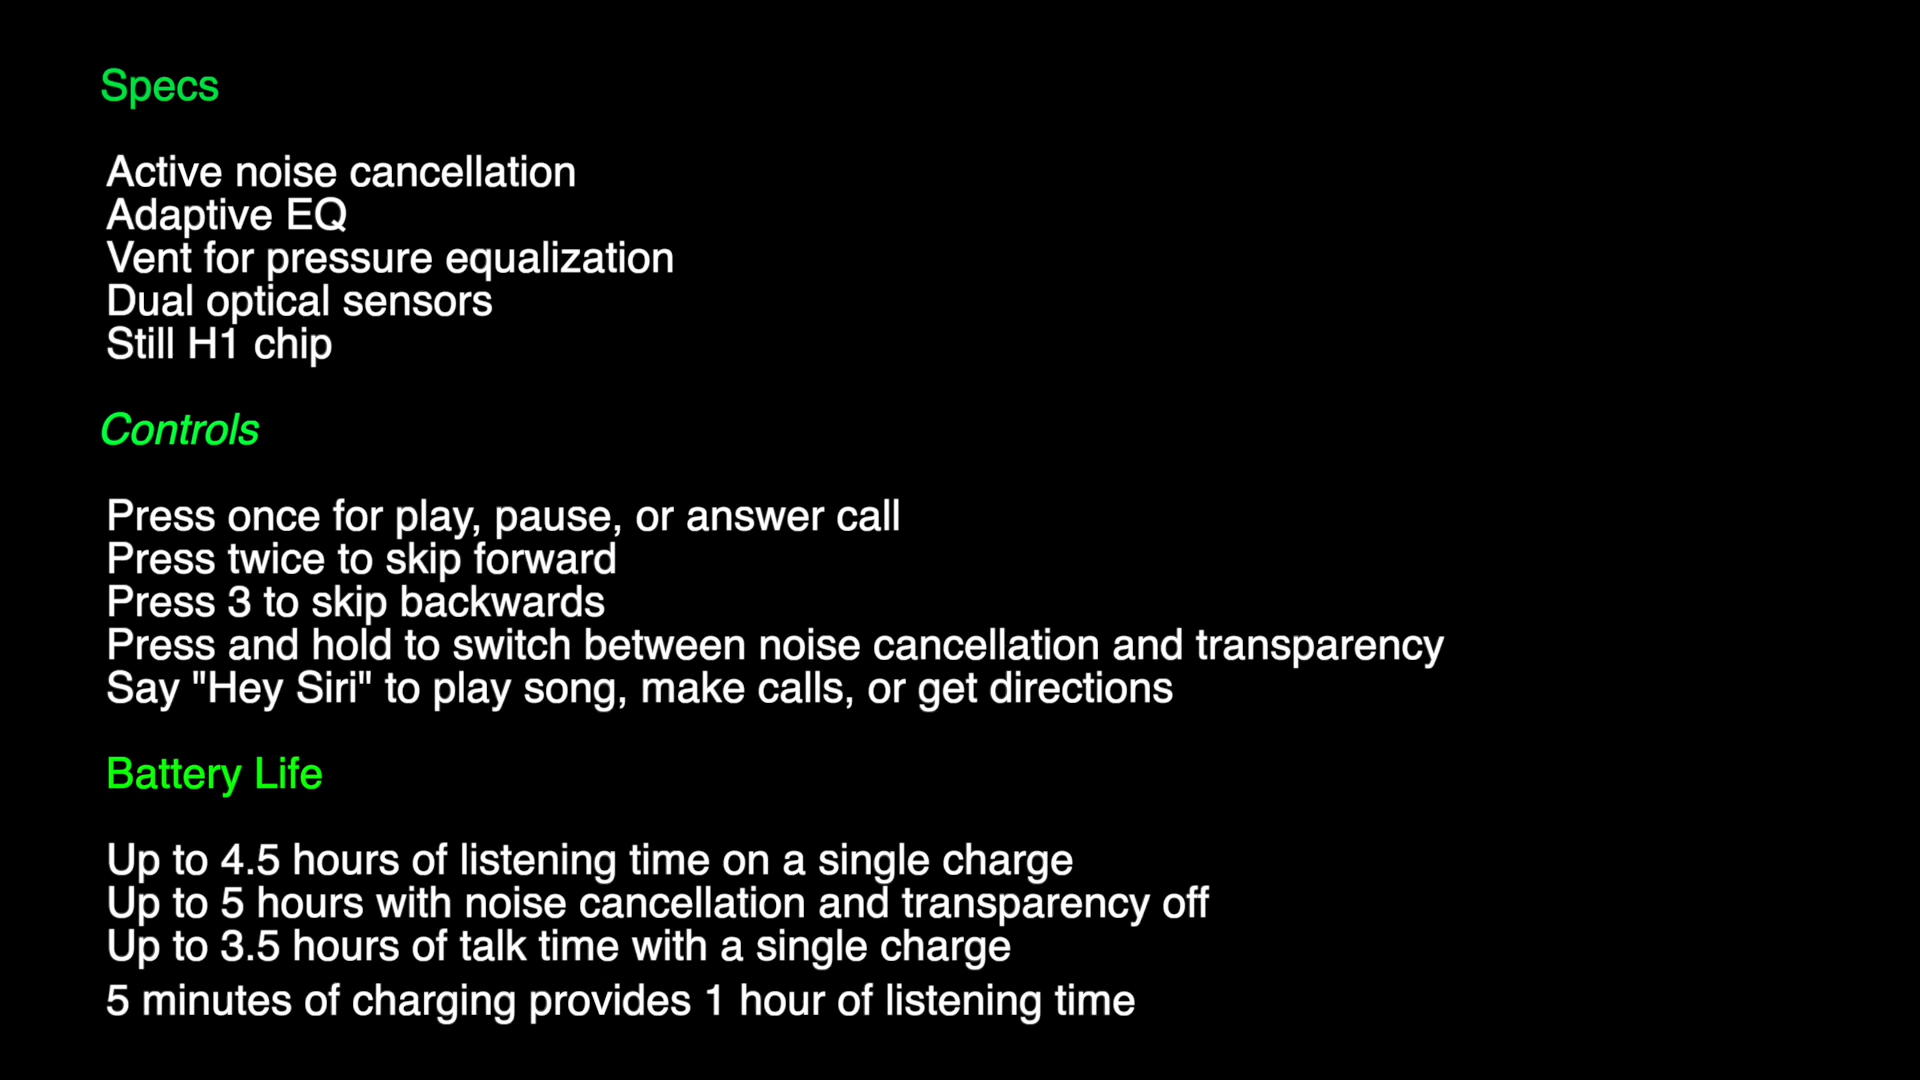 Specs
Active noise cancellation
Adaptive EQ
Vent for pressure equalization
Dual optical sensors
Still H1 chip
Controls
Press once for play, pause, or answer call
Press twice to skip forward
Press 3 to skip backwards
Press and hold to switch between noise cancellation and transparency
Say "Hey Siri" to play song, make calls, or get directions
Battery Life
Up to 4.5 hours of listening time on a single charge
Up to 5 hours with noise cancellation and transparency off
Up to 3.5 hours of talk time with a single charge
5 minutes of charging provides 1 hour of listening time